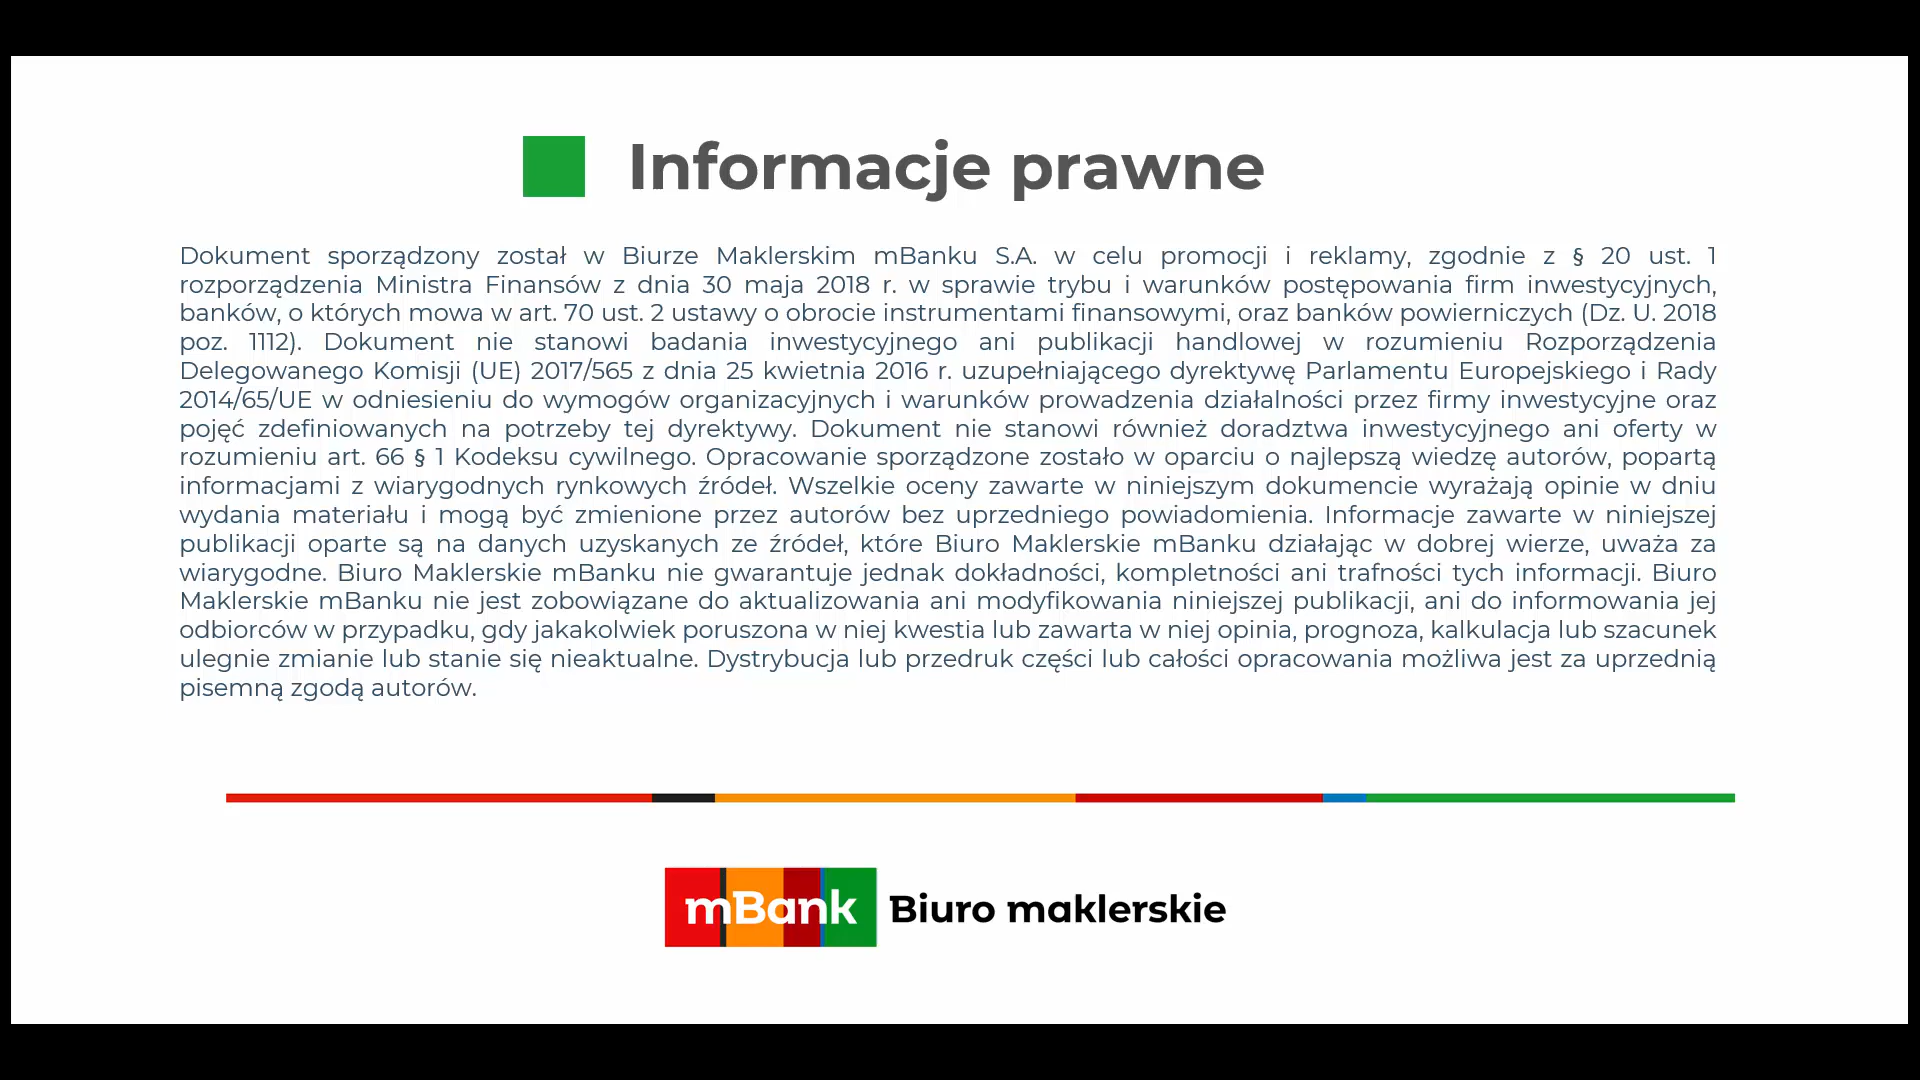 Informacje prawne
Dokument sporządzony został w Biurze Maklerskim mBanku S.A. w celu promocji i reklamy, zgodnie z § 20 ust. 1
rozporządzenia Ministra Finansów z dnia 30 maja 2018 r. w sprawie trybu i warunków postępowania firm inwestycyjnych,
banków, o których mowa w art. 70 ust. 2 ustawy o obrocie instrumentami finansowymi, oraz banków powierniczych (Dz. U. 2018
poz. 1112). Dokument nie stanowi badania inwestycyjnego ani publikacji handlowej w rozumieniu Rozporządzenia
Delegowanego Komisji (UE) 2017/565 z dnia 25 kwietnia 2016 r. uzupełniającego dyrektywę Parlamentu Europejskiego i Rady
2014/65/UE w odniesieniu do wymogów organizacyjnych i warunków prowadzenia działalności przez firmy inwestycyjne oraz
pojęć zdefiniowanych na potrzeby tej dyrektywy. Dokument nie stanowi również doradztwa inwestycyjnego ani oferty w
rozumieniu art. 66 § 1 Kodeksu cywilnego. Opracowanie sporządzone zostało w oparciu o najlepszą wiedzę autorów, popartą
informacjami z wiarygodnych rynkowych źródeł. Wszelkie oceny zawarte w niniejszym dokumencie wyrażają opinie w dniu
wydania materiału i mogą być zmienione przez autorów bez uprzedniego powiadomienia. Informacje zawarte w niniejszej
publikacji oparte są na danych uzyskanych ze źródeł, które Biuro Maklerskie mBanku działając w dobrej wierze, uważa za
wiarygodne. Biuro Maklerskie mBanku nie gwarantuje jednak dokładności, kompletności ani trafności tych informacji. Biuro
Maklerskie mBanku nie jest zobowiązane do aktualizowania ani modyfikowania niniejszej publikacji, ani do informowania jej
odbiorców w przypadku, gdy jakakolwiek poruszona w niej kwestia lub zawarta w niej opinia, prognoza, kalkulacja lub szacunek
ulegnie zmianie lub stanie się nieaktualne. Dystrybucja lub przedruk części lub całości opracowania możliwa jest za uprzednią
pisemną zgodą autorów.
mBank Biuro maklerskie